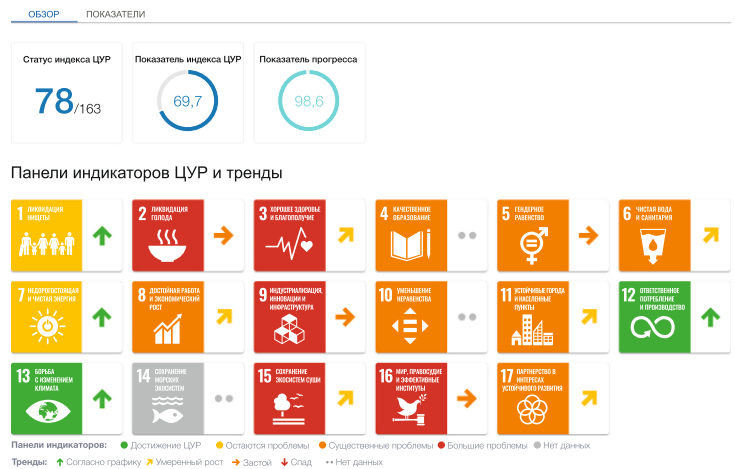 ОБЗОР ПОКАЗАТЕЛИ
Статус индекса ЦУР
78/163
Показатель индекса ЦУР
69,7
Показатель прогресса
98,6
Панели индикаторов ЦУР и тренды
1 ЛИКВИДАЦИЯ
НИЩЕТЫ
2 ЛИКВИДАЦИЯ
ГОЛОДА
3 ХОРОШЕЕ ЗДОРОВЬЕ
И БЛАГОПОЛУЧИЕ
4 КАЧЕСТВЕННОЕ
ОБРАЗОВАНИЕ
5 ГЕНДЕРНОЕ
РАВЕНСТВО
6 ЧИСТАЯ ВОДА
И САНИТАРИЯ
7 НЕДОРОГОСТОЯЩАЯ
И ЧИСТАЯ ЭНЕРГИЯ
8 ДОСТОЙНАЯ РАБОТА
И ЭКОНОМИЧЕСКИЙ
РОСТ
9 ИНДУСТРИАЛИЗАЦИЯ,
ИННОВАЦИИ И
ИНФРАСТРУКТУРА
10 УМЕНЬШЕНИЕ
НЕРАВЕНСТВА
11 УСТОЙЧИВЫЕ ГОРОДА
И НАСЕЛЕННЫЕ
ПУНКТЫ
12 ОТВЕТСТВЕННОЕ
ПОТРЕБЛЕНИЕ
И ПРОИЗВОДСТВО
13 БОРЬБА
С ИЗМЕНЕНИЕМ
КЛИМАТА
14 СОХРАНЕНИЕ
МОРСКИХ
ЭКОСИСТЕМ
15 СОХРАНЕНИЕ
ЭКОСИСТЕМ СУШИ
16 МИР, ПРАВОСУДИЕ
И ЭФФЕКТИВНЫЕ
ИНСТИТУТЫ
17 ПАРТНЕРСТВО В
ИНТЕРЕСАХ
УСТОЙЧИВОГО РАЗВИТИЯ
Панели индикаторов: Достижение ЦУР Остаются проблемы Существенные проблемы Большие проблемы Нет данных
Тренды: Согласно графику Умеренный рост Застой Спад Нет данных